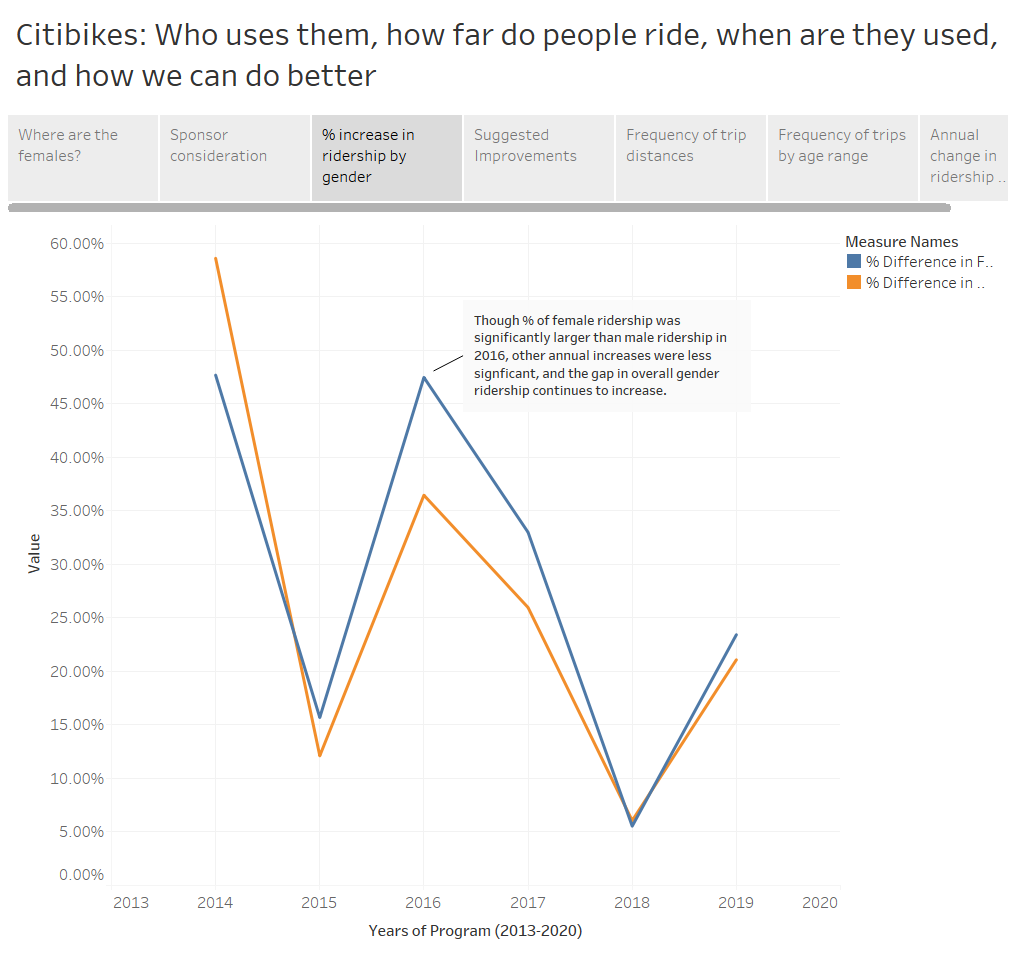 Citibikes: Who uses them, how far do people ride, when are they used,
and how we can do better
Where are the
females?
Sponsor
consideration
% increase in
ridership by
gender
Suggested
Improvements
Frequency of trip
distances
Frequency of trips
by age range
Annual
change in
ridership ..
Measure Names
% Difference in F..
% Difference in ..
60.00%
55.00%
50.00%
45.00%
40.00%
35.00%
30.00%
25.00%
20.00%
15.00%
10.00%
5.00%
0.00%
Value
Though % of female ridership was
significantly larger than male ridership in
2016, other annual increases were less
signficant, and the gap in overall gender
ridership continues to increase.
2013
2014
2015
2016
2017
2018
2019
2020
Years of Program (2013-2020)